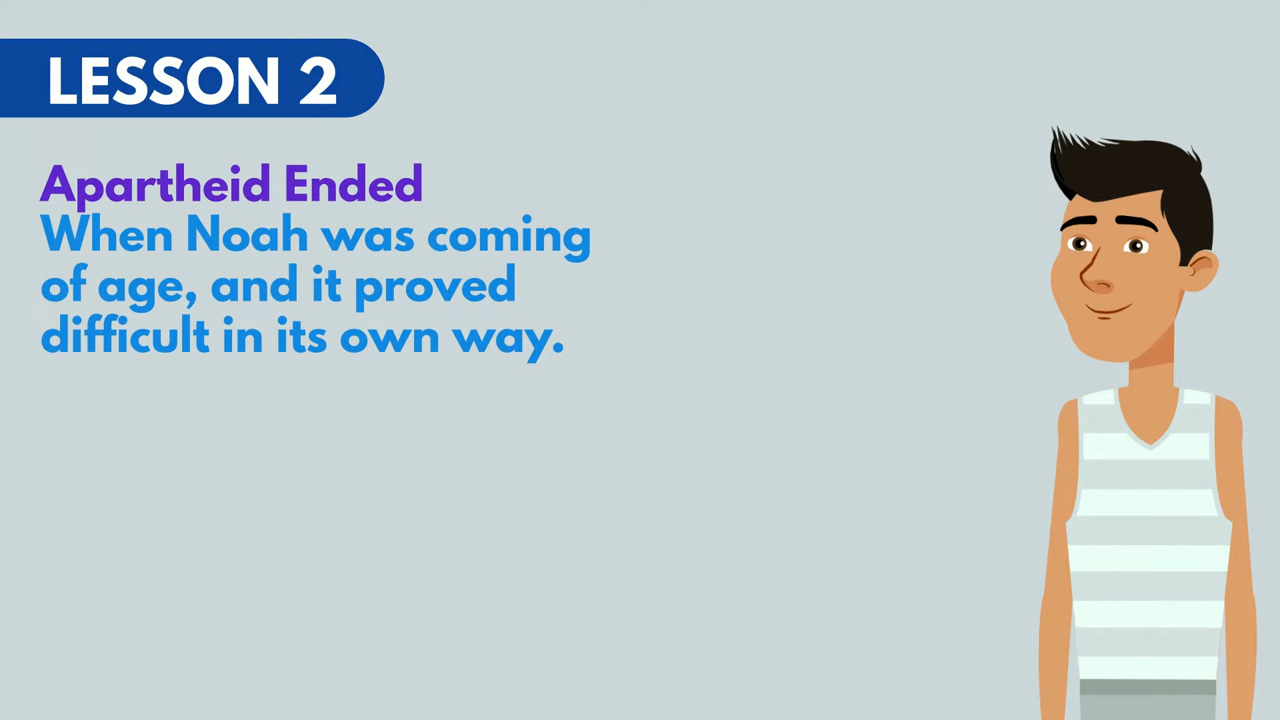 LESSON 2
Apartheid Ended
When Noah was coming
of age, and it proved
difficult in its own way.